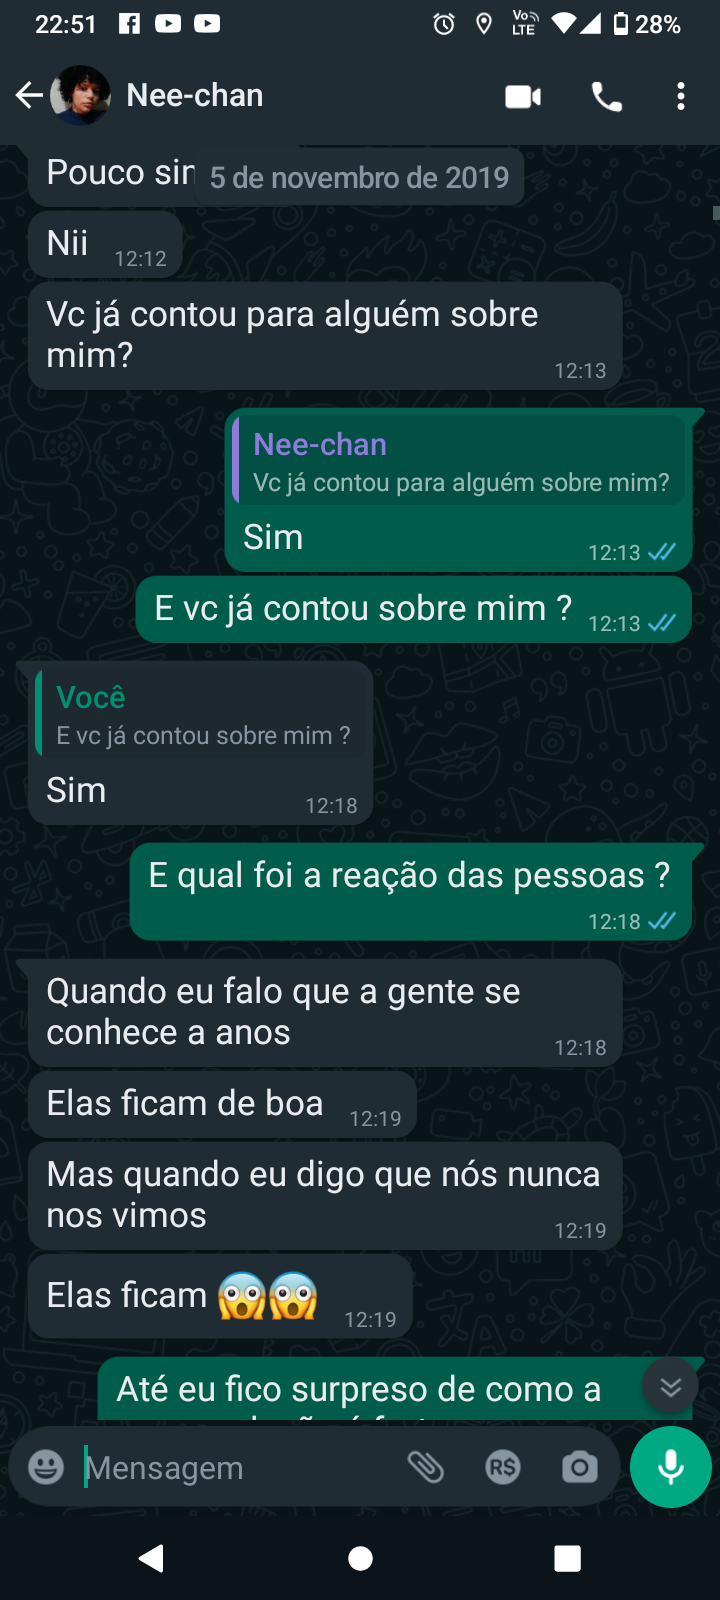 22:51
Vo
LTE
28%
Nee-chan
Pouco
5 de novembro de 2019
Nii
12:12
Vc já contou para alguém sobre
mim?
12:13
Nee-chan
Vc já contou para alguém sobre mim?
Sim
12:13
E vc já contou sobre mim ?
12:13
Você
E vc já contou sobre mim ?
Sim
12:18
E qual foi a reação das pessoas ?
12:18
Quando eu falo que a gente se
conhece a anos
12:18
Elas ficam de boa
12:19
Mas quando eu digo que nós nunca
nos vimos
12:19
Elas ficam 😱😱
12:19
Até eu fico surpreso de como a
Mensagem
R$